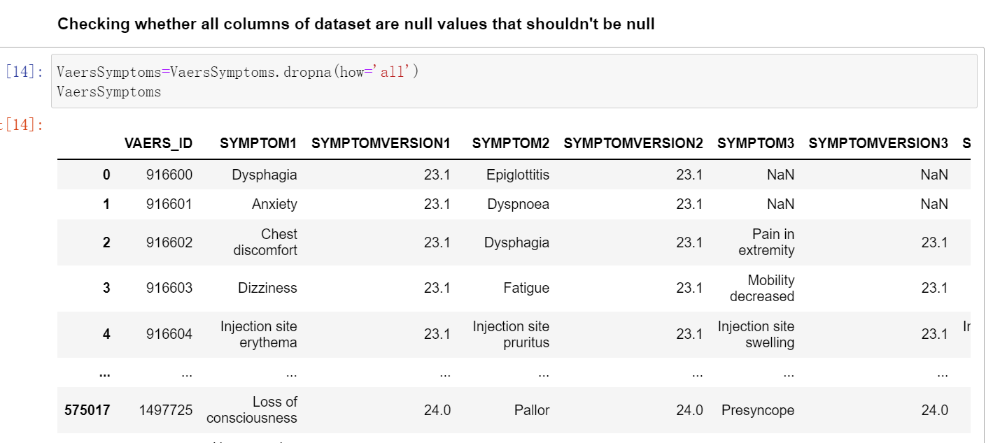 Checking whether all columns of dataset are null values that shouldn't be null
[14]: VaersSymptoms=VaersSymptoms.dropna(how='all')
VaersSymptoms
[14]:
VAERS_ID SYMPTOM1 SYMPTOMVERSION1 SYMPTOM2 SYMPTOMVERSION2 SYMPTOM3 SYMPTOMVERSION3 S
0 916600 Dysphagia 23.1 Epiglottitis 23.1 NaN NaN
1 916601 Anxiety 23.1 Dyspnoea 23.1 NaN NaN
2 916602 Chest discomfort 23.1 Dysphagia 23.1 Pain in extremity 23.1
3 916603 Dizziness 23.1 Fatigue 23.1 Mobility decreased 23.1
4 916604 Injection site erythema 23.1 Injection site pruritus 23.1 Injection site swelling 23.1
... ... ... ... ... ... ... ...
575017 1497725 Loss of consciousness 24.0 Pallor 24.0 Presyncope 24.0